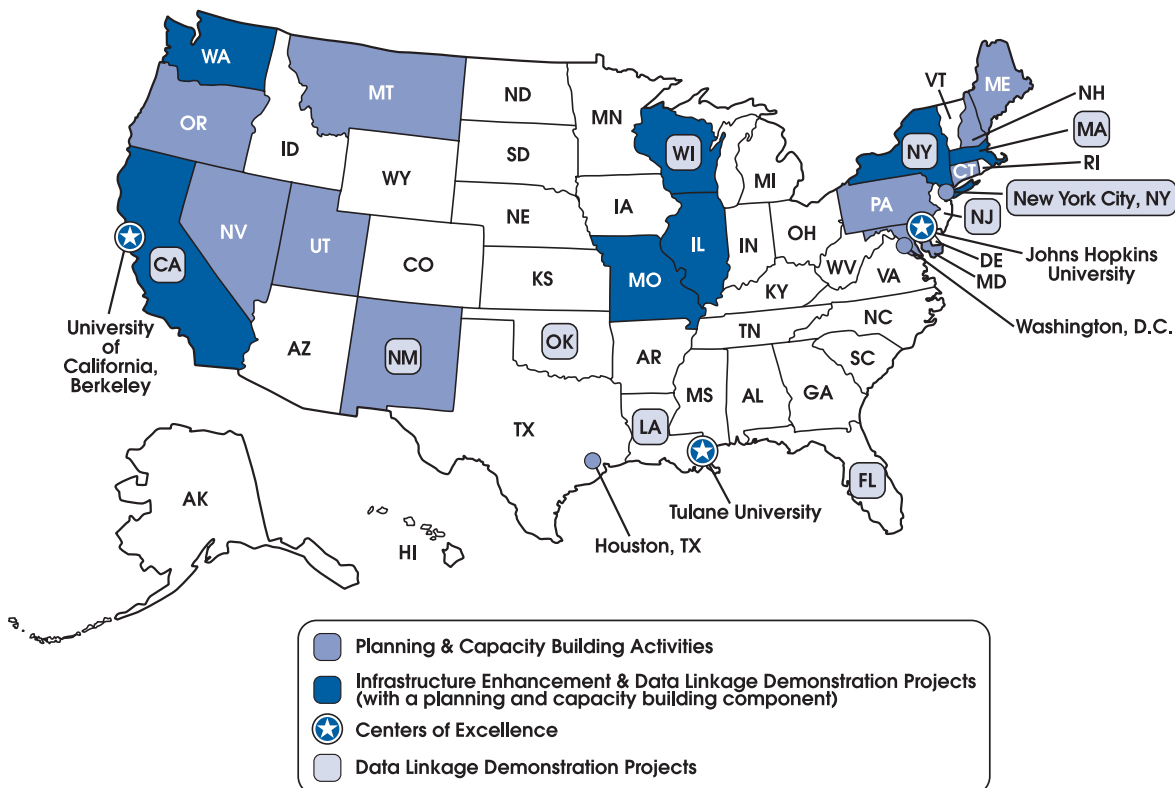 WA
MT
ND
MN
VT
ME
NH
OR
ID
SD
WI
NY
MA
WY
MI
CT
RI
IA
PA
New York City, NY
NE
NJ
NV
UT
IL
IN
OH
CA
CO
DE
Johns Hopkins
University
MD
KS
MO
WV
VA
KY
University
of
California,
Berkeley
NC
Washington, D.C.
TN
AZ
NM
OK
AR
SC
MS
AL
GA
TX
LA
FL
AK
Tulane University
HI
Houston, TX
Planning & Capacity Building Activities
Infrastructure Enhancement & Data Linkage Demonstration Projects
(with a planning and capacity building component)
Centers of Excellence
Data Linkage Demonstration Projects